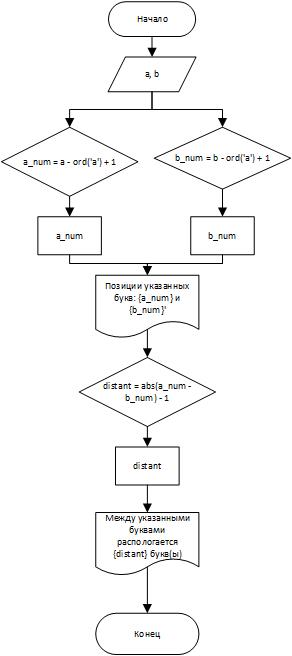 Начало
a, b
a_num = a - ord('a') + 1
b_num = b - ord('a') + 1
a_num
b_num
Позиции указанных
букв: {a_num} и
{b_num}'
distant = abs(a_num -
b_num) - 1
distant
Между указанными
буквами
распологается
{distant} букв(ы)
Конец